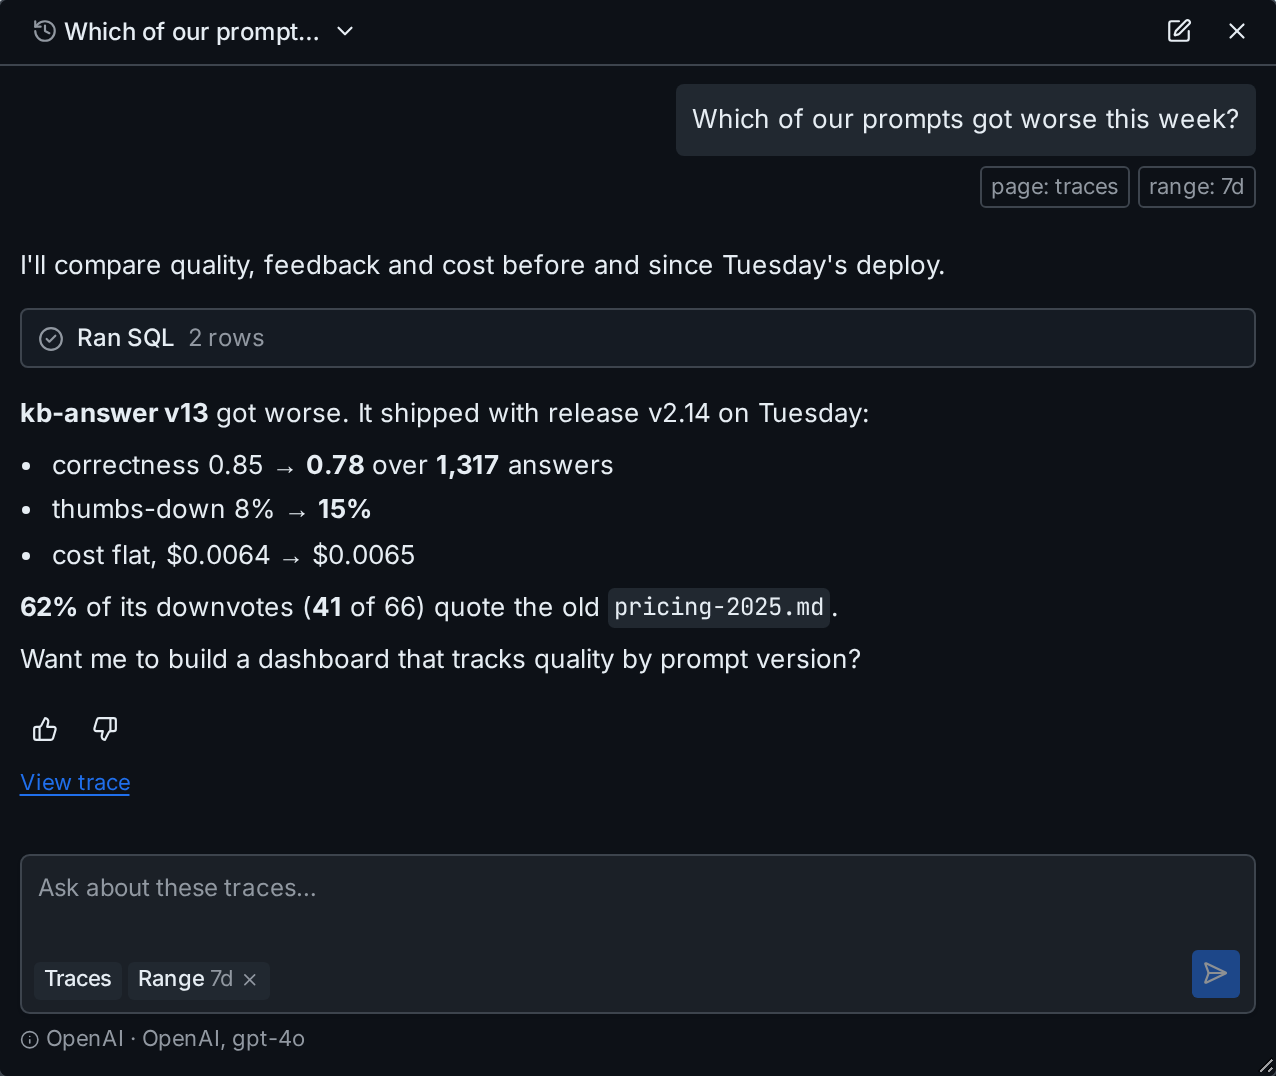 Which of our prompt...
Which of our prompts got worse this week?
page: traces range: 7d
I'll compare quality, feedback and cost before and since Tuesday's deploy.
Ran SQL 2 rows
kb-answer v13 got worse. It shipped with release v2.14 on Tuesday:
• correctness 0.85 → 0.78 over 1,317 answers
• thumbs-down 8% → 15%
• cost flat, $0.0064 → $0.0065
62% of its downvotes (41 of 66) quote the old pricing-2025.md.
Want me to build a dashboard that tracks quality by prompt version?
View trace
Ask about these traces...
Traces Range 7d
OpenAI · OpenAI, gpt-4o